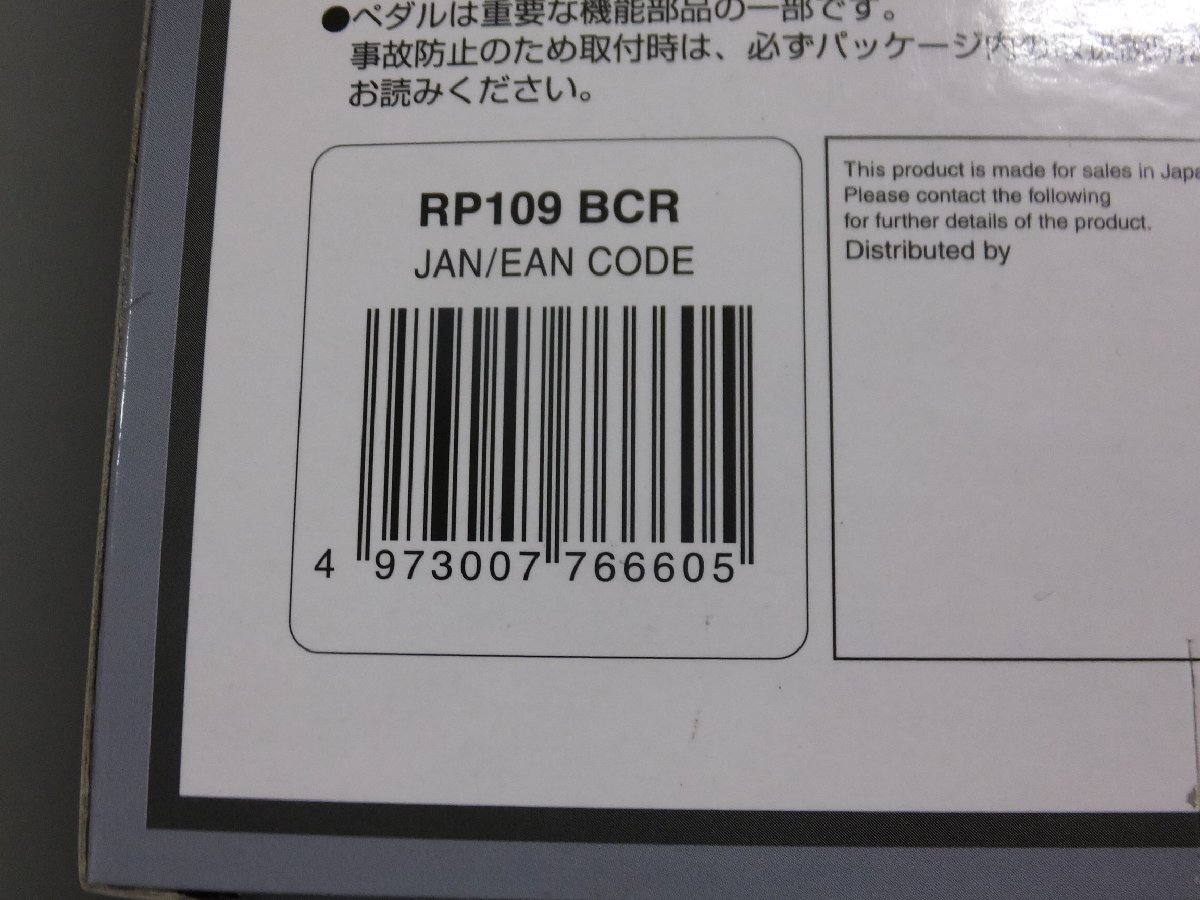 ●ペダルは重要な機能部品の一部です。
事故防止のため取付時は、必ずパッケージ内の
お読みください。
RP109 BCR
JAN/EAN CODE
4 973007 766605
This product is made for sales in
Please contact the following
for further details of the product.
Distributed by